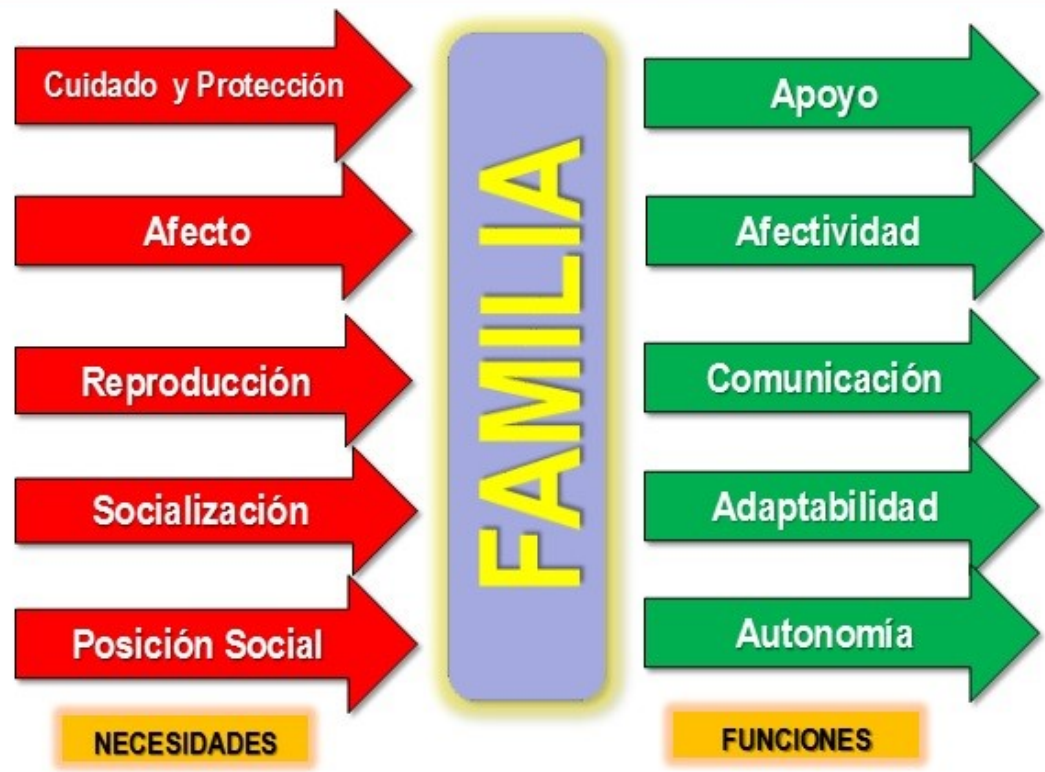 Cuidado y Protección
Afecto
Reproducción
Socialización
Posición Social
NECESIDADES
FAMILIA
Apoyo
Afectividad
Comunicación
Adaptabilidad
Autonomía
FUNCIONES